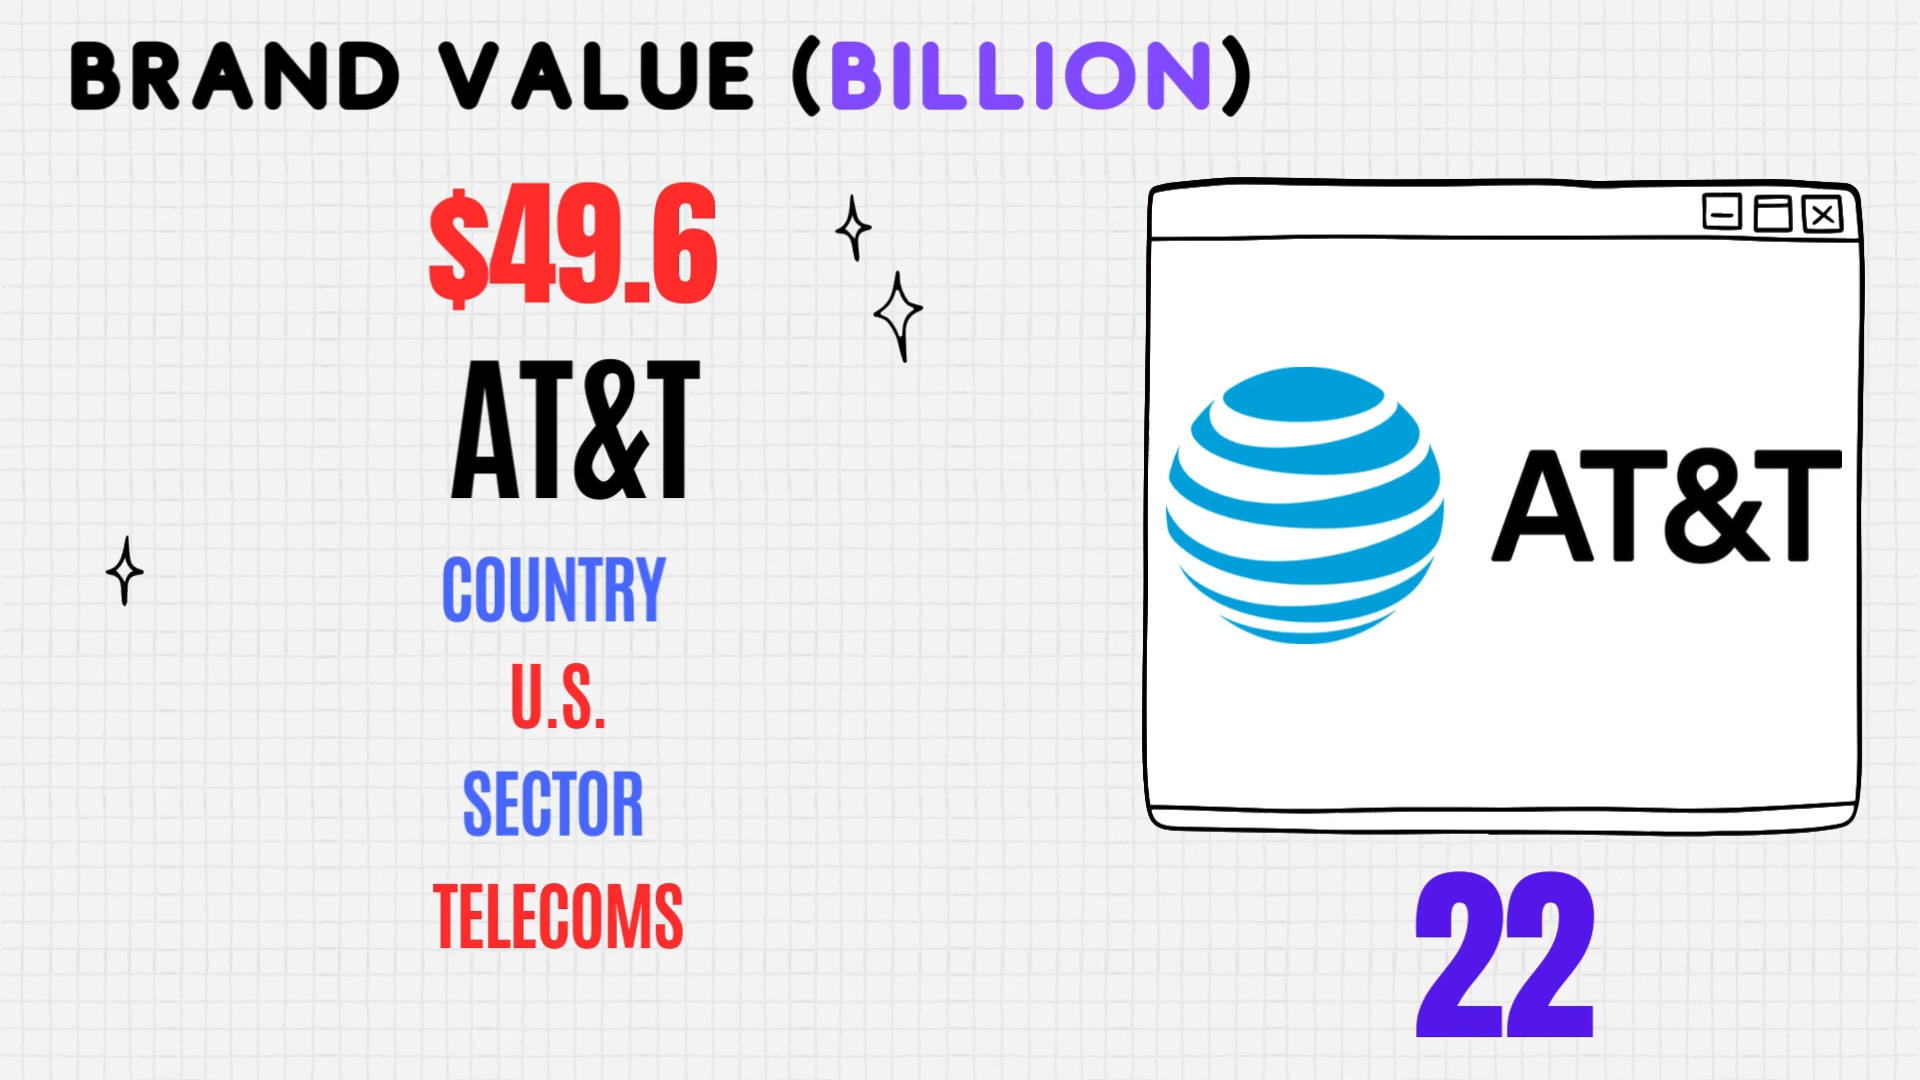 BRAND VALUE (BILLION)
$49.6
AT&T
COUNTRY
U.S.
SECTOR
TELECOMS
AT&T
22